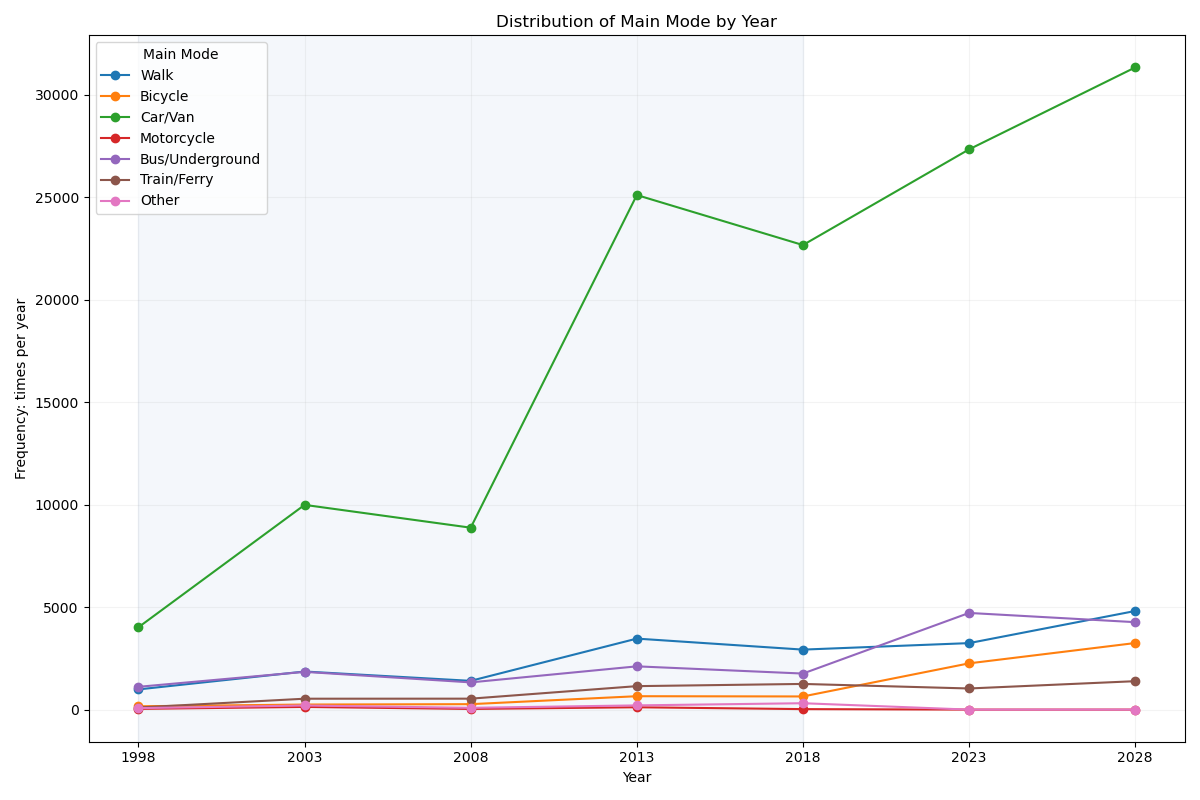 Distribution of Main Mode by Year
Main Mode
Walk
Bicycle
Car/Van
Motorcycle
Bus/Underground
Train/Ferry
Other
Frequency: times per year
30000
25000
20000
15000
10000
5000
0
1998 2003 2008 2013 2018 2023 2028
Year